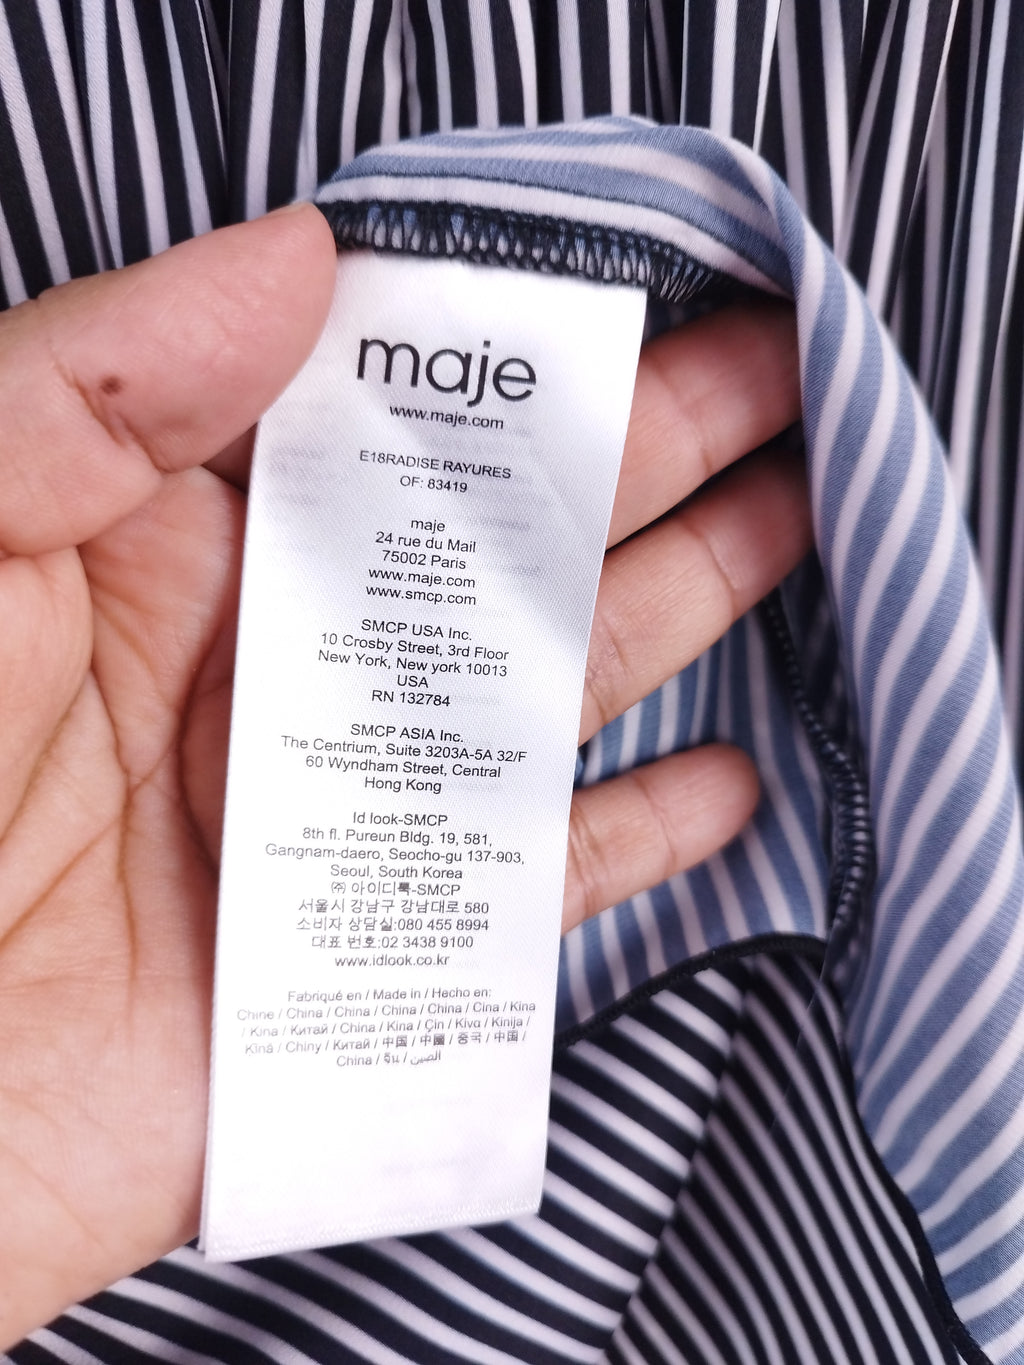 maje
www.maje.com
E18RADISE RAYURES
OF: 83419
maje
24 rue du Mail
75002 Paris
www.maje.com
www.smcp.com
SMCP USA Inc.
10 Crosby Street, 3rd Floor
New York, New york 10013
USA
RN 132784
SMCP ASIA Inc.
The Centrium, Suite 3203A-5A 32/F
60 Wyndham Street, Central
Hong Kong
Id look-SMCP
8th fl. Pureun Bldg. 19, 581,
Gangnam-daero, Seocho-gu 137-903,
Seoul, South Korea
㈜ 아이디룩-SMCP
서울시 강남구 강남대로 580
소비자 상담실:080 455 8994
대표 번호:02 3438 9100
www.idlook.co.kr
Fabriqué en / Made in / Hecho en:
Chine / China / China / China / China / Cina / Kina
/ Kina / Китай / China / Kina / Çin / Κίνα / Kinija /
Kīnā / Chiny / Китай / 中国 / 中國 / 중국 / 中国 /
China / จีน / الصين